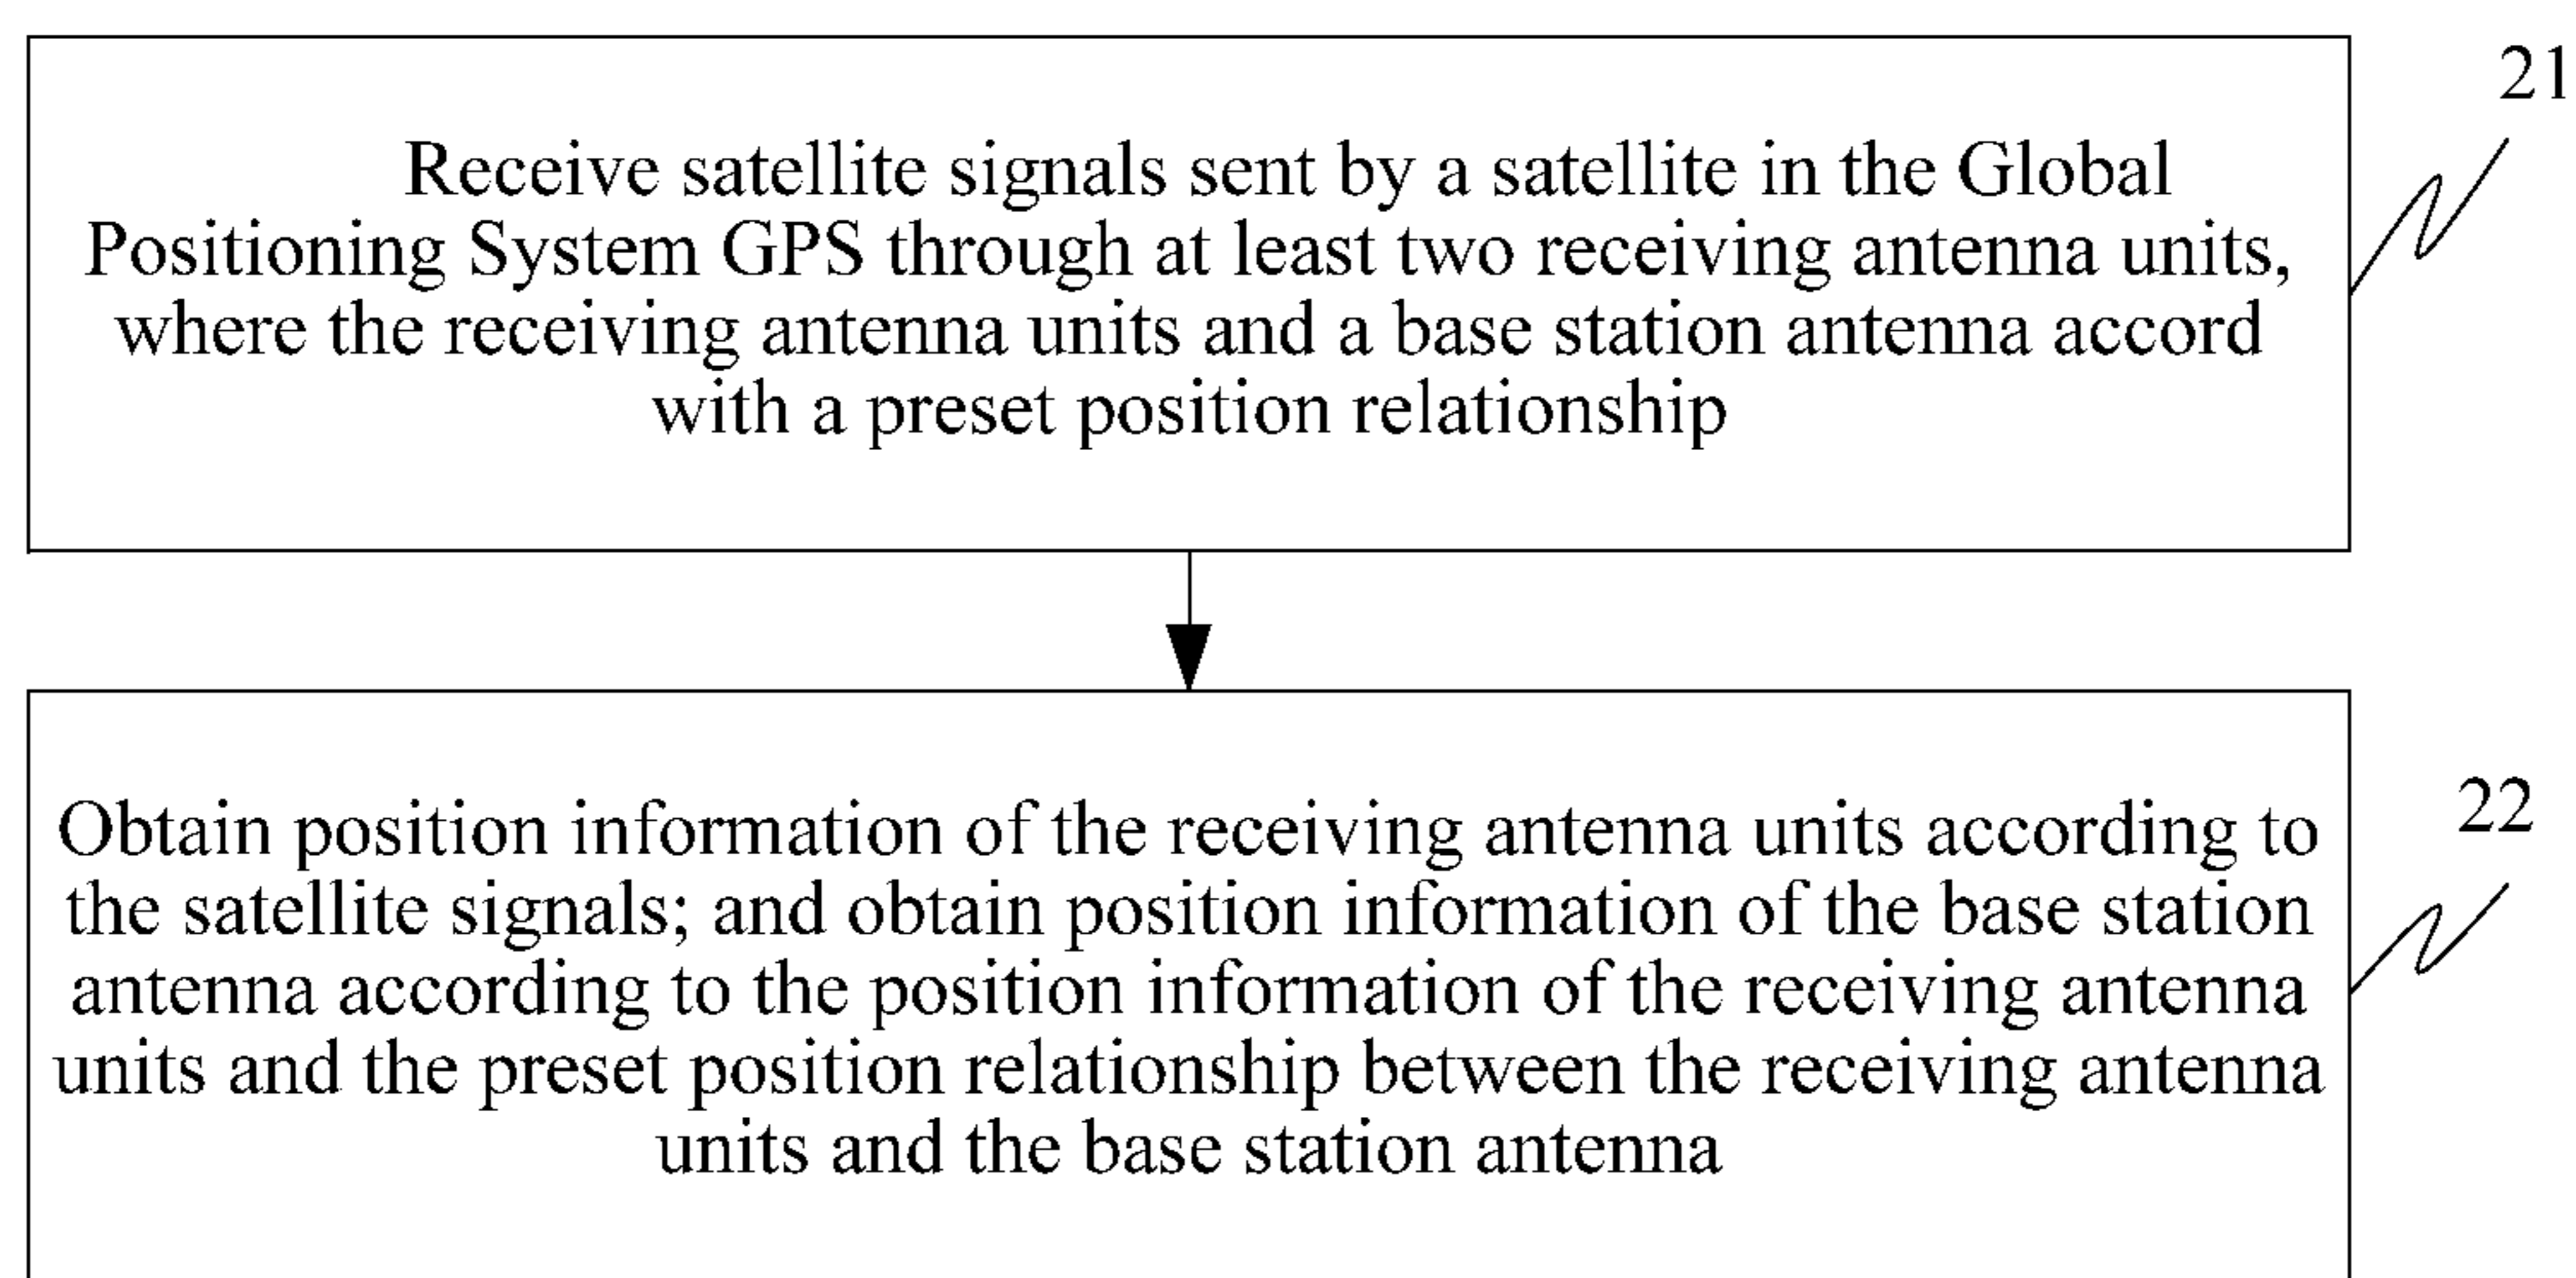 21
Receive satellite signals sent by a satellite in the Global
Positioning System GPS through at least two receiving antenna units,
where the receiving antenna units and a base station antenna accord
with a preset position relationship
22
Obtain position information of the receiving antenna units according to
the satellite signals; and obtain position information of the base station
antenna according to the position information of the receiving antenna
units and the preset position relationship between the receiving antenna
units and the base station antenna